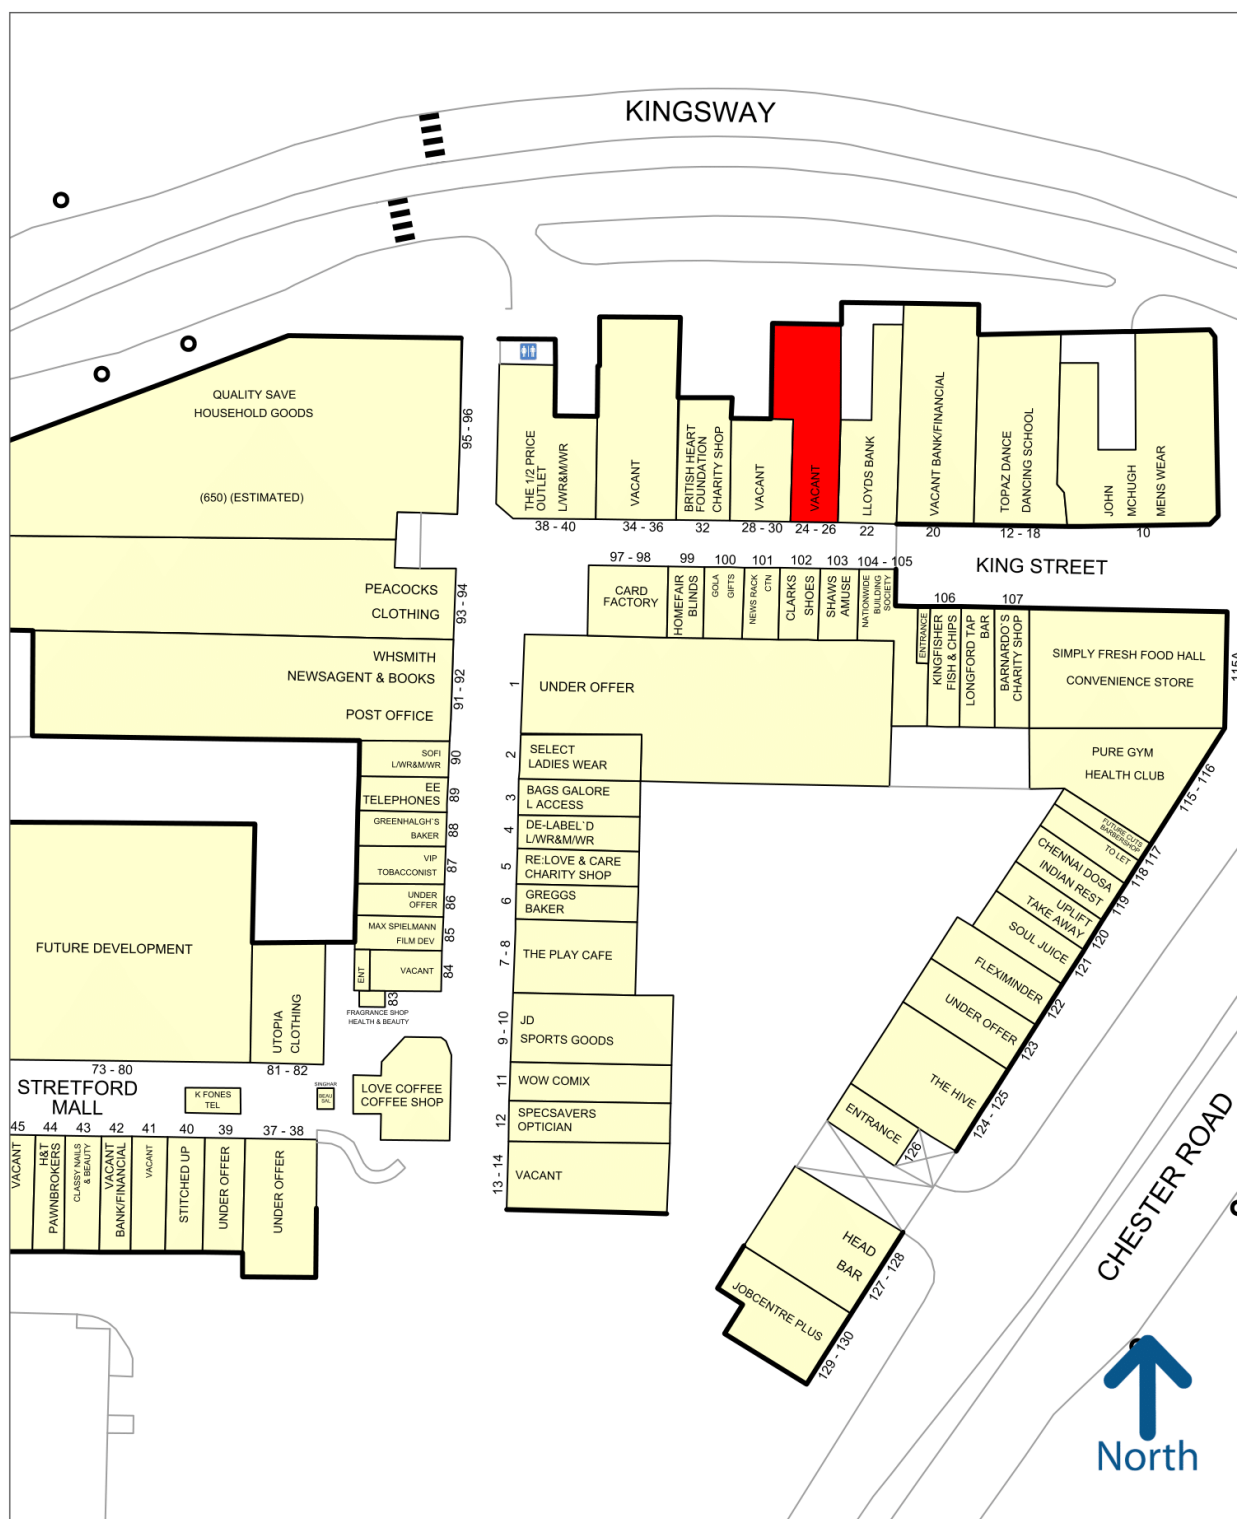 KINGSWAY
QUALITY SAVE
HOUSEHOLD GOODS
(650) (ESTIMATED)
95 - 96
THE 1/2 PRICE
OUTLET
L/WR&M/WR
38 - 40
VACANT
34 - 36
BRITISH HEART
FOUNDATION
CHARITY SHOP
32
VACANT
28 - 30
VACANT
24 - 26
LLOYDS BANK
22
VACANT BANK/FINANCIAL
20
TOPAZ DANCE
DANCING SCHOOL
12 - 18
JOHN
MCHUGH
MENS WEAR
10
KING STREET
PEACOCKS
CLOTHING
93 - 94
WHSMITH
NEWSAGENT & BOOKS
POST OFFICE
91 - 92
97 - 98
CARD
FACTORY
99
HOMEFAIR
BLINDS
100
GOLA
GIFTS
101
NEWS RACK
CTN
102
CLARKS
SHOES
103
SHAWS
AMUSE
104 - 105
NATIONWIDE
BUILDING
SOCIETY
ENTRANCE
106
KINGFISHER
FISH & CHIPS
LONGFORD TAP
BAR
107
BARNARDO`S
CHARITY SHOP
SIMPLY FRESH FOOD HALL
CONVENIENCE STORE
115A
PURE GYM
HEALTH CLUB
115 - 116
1
UNDER OFFER
2
SELECT
LADIES WEAR
3
BAGS GALORE
L ACCESS
4
DE-LABEL`D
L/WR&M/WR
5
RE:LOVE & CARE
CHARITY SHOP
6
GREGGS
BAKER
7 - 8
THE PLAY CAFE
9 - 10
JD
SPORTS GOODS
11
WOW COMIX
12
SPECSAVERS
OPTICIAN
13 - 14
VACANT
SOFI
L/WR&M/WR
90
EE
TELEPHONES
89
GREENHALGH`S
BAKER
88
VIP
TOBACCONIST
87
UNDER
OFFER
86
MAX SPIELMANN
FILM DEV
85
ENT
VACANT
84
83
FRAGRANCE SHOP
HEALTH & BEAUTY
FUTURE DEVELOPMENT
73 - 80
UTOPIA
CLOTHING
81 - 82
STRETFORD
MALL
K FONES
TEL
SINGHAR
BEAU
SAL
LOVE COFFEE
COFFEE SHOP
45
VACANT
44
H&T
PAWNBROKERS
43
CLASSY NAILS
& BEAUTY
42
VACANT
BANK/FINANCIAL
41
VACANT
40
STITCHED UP
39
UNDER OFFER
37 - 38
UNDER OFFER
FUTURE CUTS
BARBERSHOP
117
TO LET
118
CHENNAI DOSA
INDIAN REST
119
UPLIFT
TAKE AWAY
120
SOUL JUICE
121
FLEXIMINDER
122
UNDER OFFER
123
THE HIVE
124 - 125
ENTRANCE
126
HEAD
BAR
127 - 128
JOBCENTRE PLUS
129 - 130
CHESTER ROAD
North